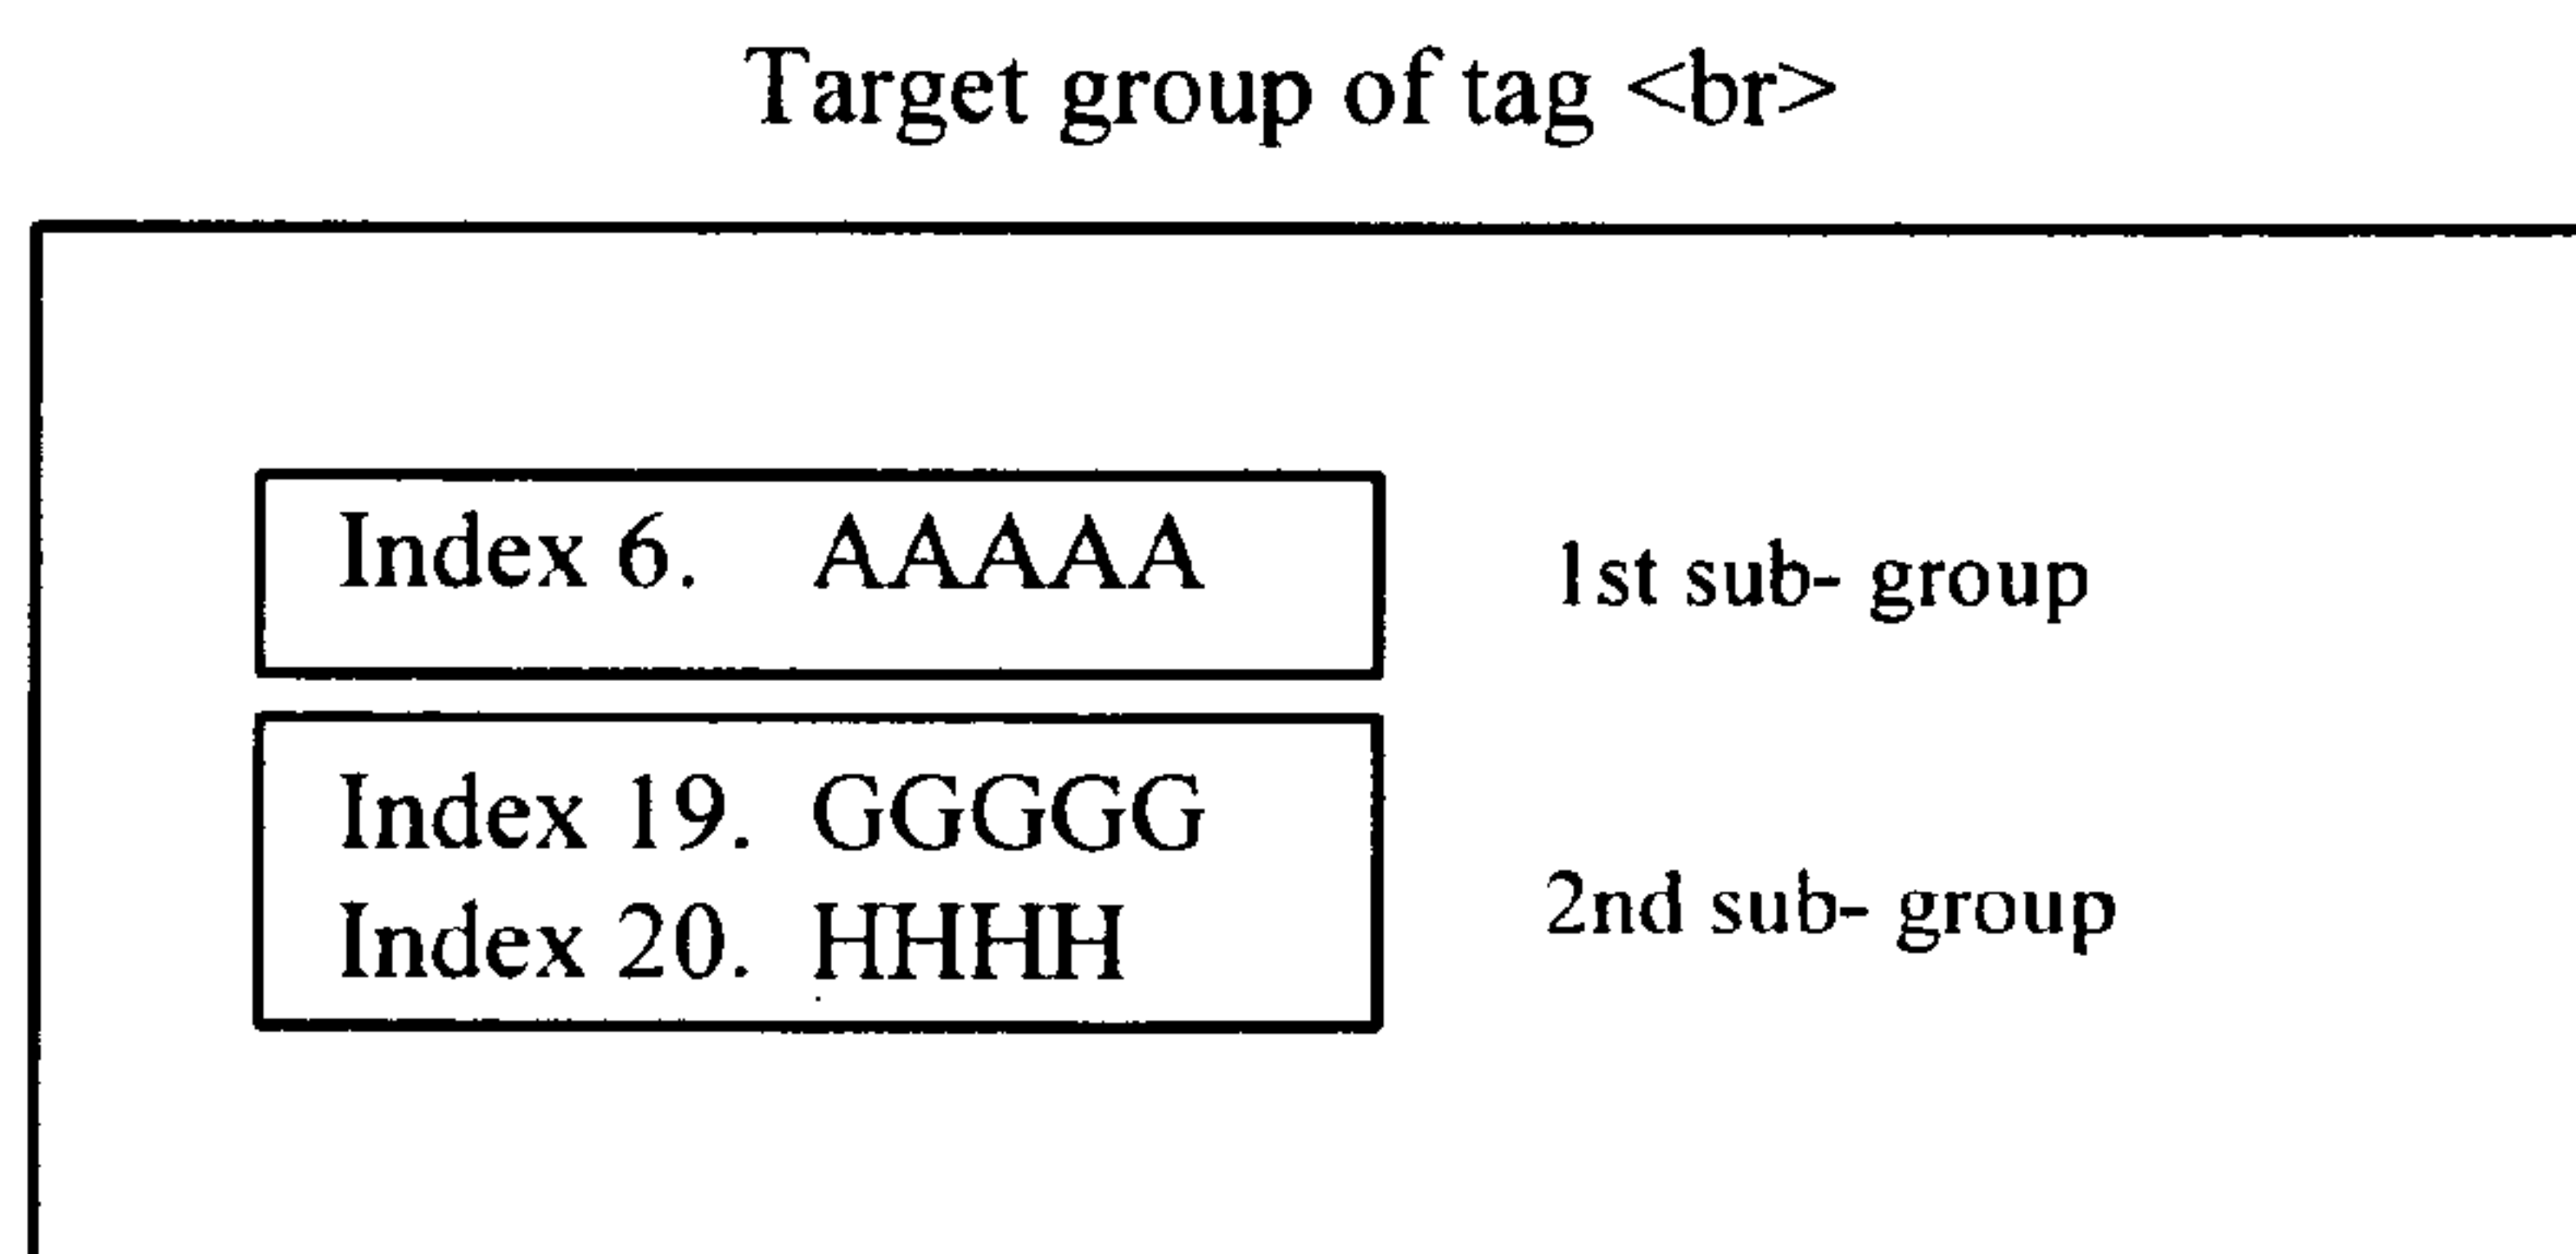 Target group of tag <br>
Index 6. AAAAA
1st sub- group
Index 19. GGGGG
Index 20. HHHH
2nd sub- group